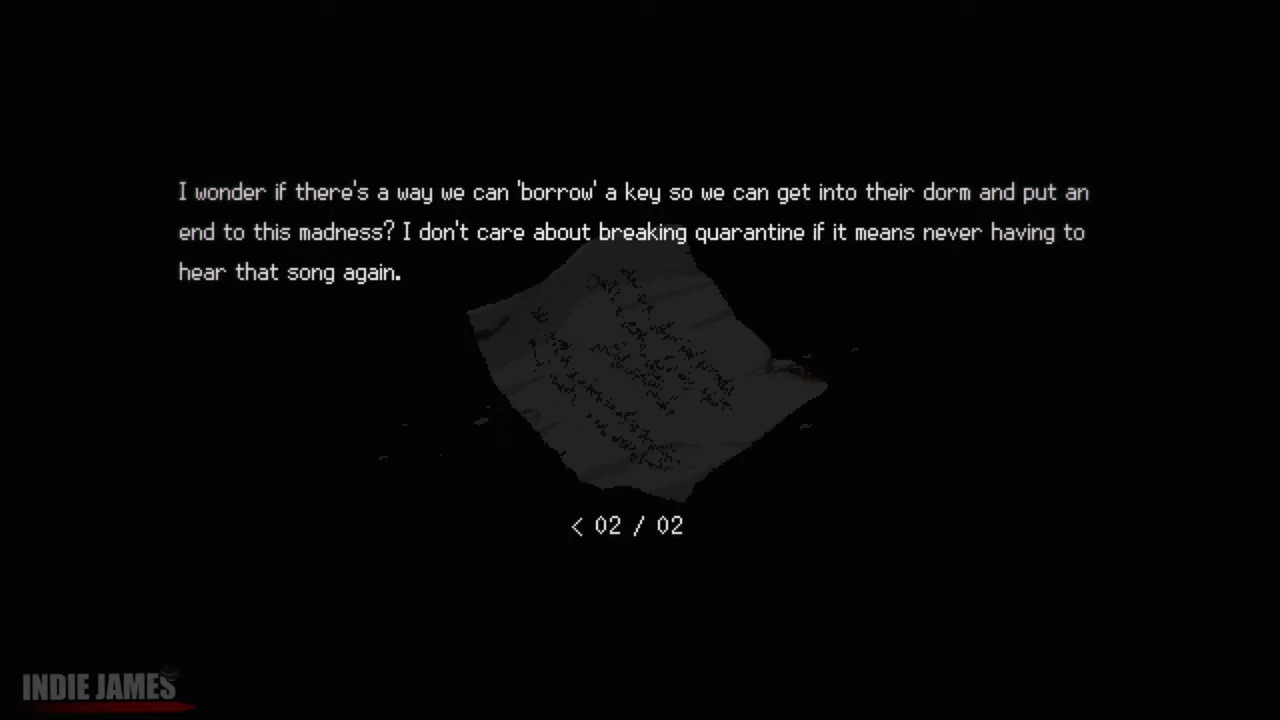 I wonder if there's a way we can 'borrow' a key so we can get into their dorm and put an
end to this madness? I don't care about breaking quarantine if it means never having to
hear that song again.
< 02 / 02
INDIE JAMES